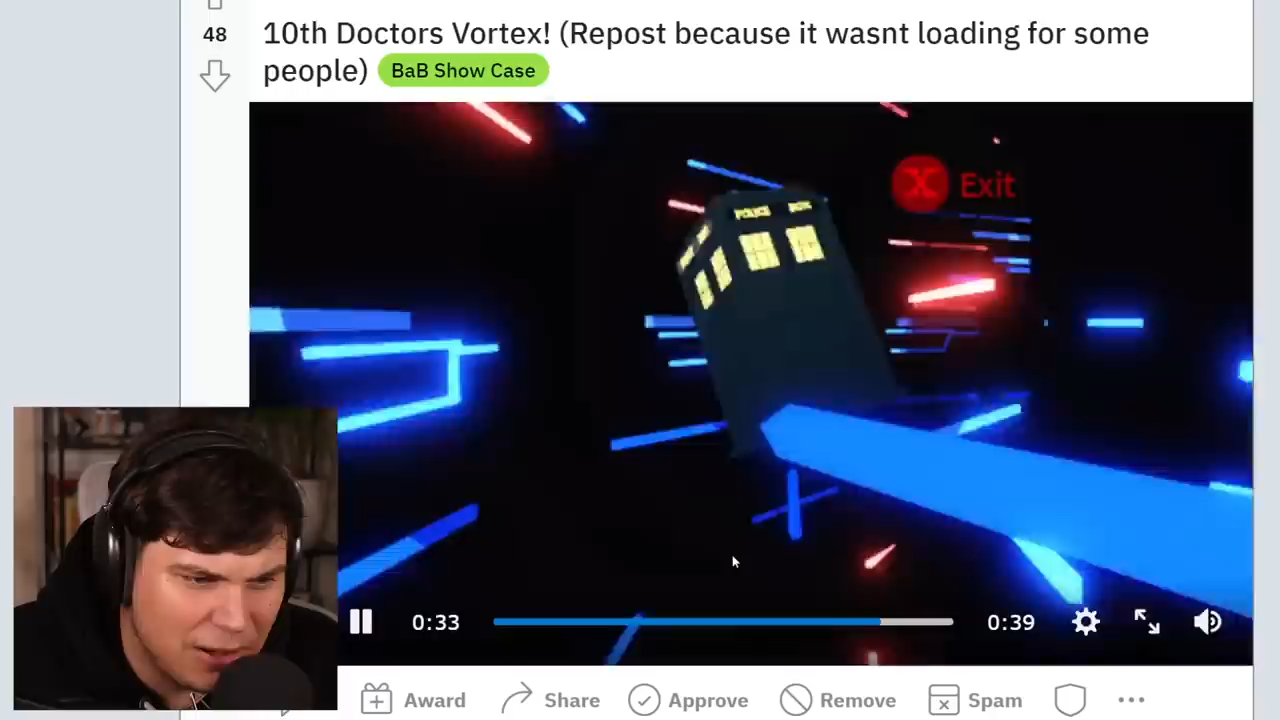 48
10th Doctors Vortex! (Repost because it wasnt loading for some
people) BaB Show Case
X Exit
POLICE BOX
0:33 0:39
Award Share Approve Remove Spam